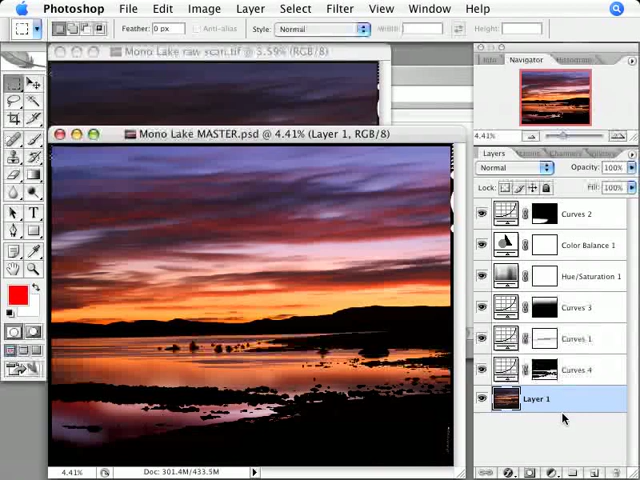 Photoshop File Edit Image Layer Select Filter View Window Help
Feather: 0 px Anti-alias Style: Normal Width: Height:
Mono Lake raw scan.tif @ 3.59% (RGB/8)
Info Navigator Histogram
4.41%
Mono Lake MASTER.psd @ 4.41% (Layer 1, RGB/8)
Layers Channels
Normal Opacity: 100%
Lock: Fill: 100%
Curves 2
Color Balance 1
Hue/Saturation 1
Curves 3
Curves 1
Curves 4
Layer 1
4.41% Doc: 301.4M/433.5M
T